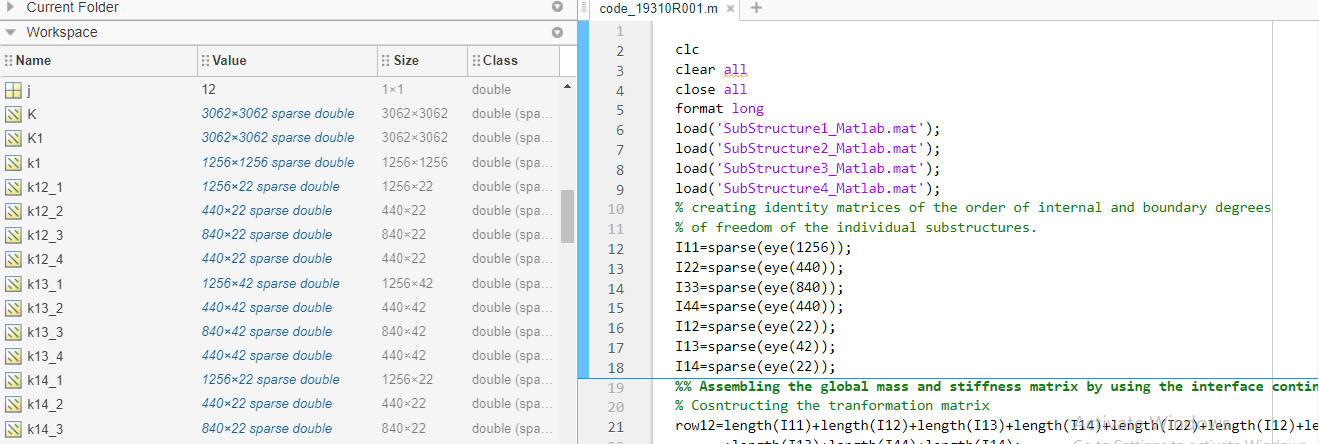 Current Folder
Workspace
Name Value Size Class
j 12 1×1 double
K 3062×3062 sparse double 3062×3062 double (spa...
K1 3062×3062 sparse double 3062×3062 double (spa...
k1 1256×1256 sparse double 1256×1256 double (spa...
k12_1 1256×22 sparse double 1256×22 double (spa...
k12_2 440×22 sparse double 440×22 double (spa...
k12_3 840×22 sparse double 840×22 double (spa...
k12_4 440×22 sparse double 440×22 double (spa...
k13_1 1256×42 sparse double 1256×42 double (spa...
k13_2 440×42 sparse double 440×42 double (spa...
k13_3 840×42 sparse double 840×42 double (spa...
k13_4 440×42 sparse double 440×42 double (spa...
k14_1 1256×22 sparse double 1256×22 double (spa...
k14_2 440×22 sparse double 440×22 double (spa...
k14_3 840×22 sparse double 840×22 double (spa...
code_19310R001.m × +
1
2 clc
3 clear all
4 close all
5 format long
6 load('SubStructure1_Matlab.mat');
7 load('SubStructure2_Matlab.mat');
8 load('SubStructure3_Matlab.mat');
9 load('SubStructure4_Matlab.mat');
10 % creating identity matrices of the order of internal and boundary degrees
11 % of freedom of the individual substructures.
12 I11=sparse(eye(1256));
13 I22=sparse(eye(440));
14 I33=sparse(eye(840));
15 I44=sparse(eye(440));
16 I12=sparse(eye(22));
17 I13=sparse(eye(42));
18 I14=sparse(eye(22));
19 %% Assembling the global mass and stiffness matrix by using the interface contin
20 % Cosntructing the tranformation matrix
21 row12=length(I11)+length(I12)+length(I13)+length(I14)+length(I22)+length(I12)+le
Activate Windows